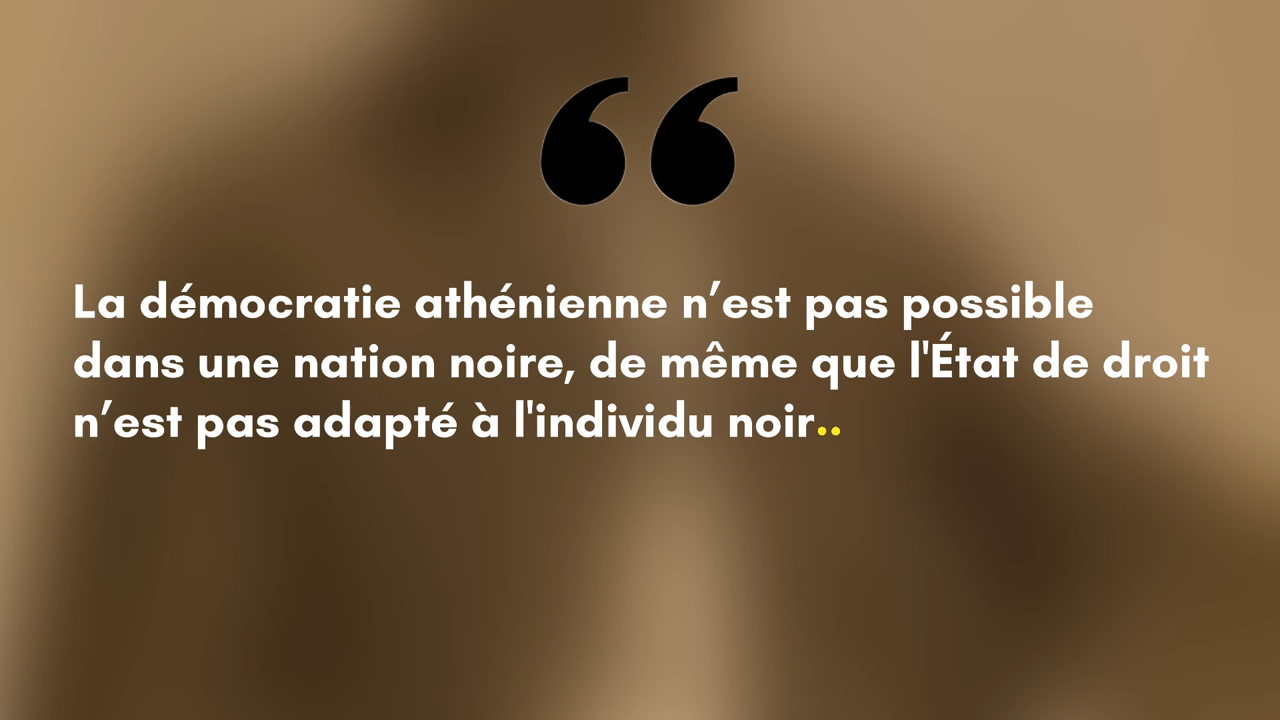 “
La démocratie athénienne n’est pas possible
dans une nation noire, de même que l'État de droit
n’est pas adapté à l'individu noir..